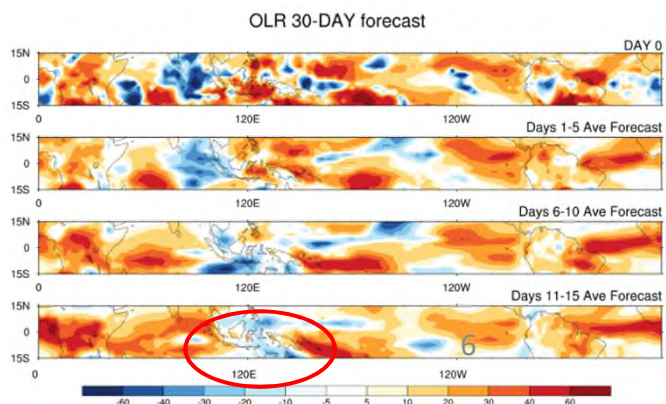 OLR 30-DAY forecast
DAY 0
15N
0
15S
0 120E 120W
Days 1-5 Ave Forecast
15N
0
15S
0 120E 120W
Days 6-10 Ave Forecast
15N
0
15S
0 120E 120W
Days 11-15 Ave Forecast
15N
0
15S
6
0 120E 120W
-60 -40 -30 -20 -10 -5 5 10 20 30 40 60